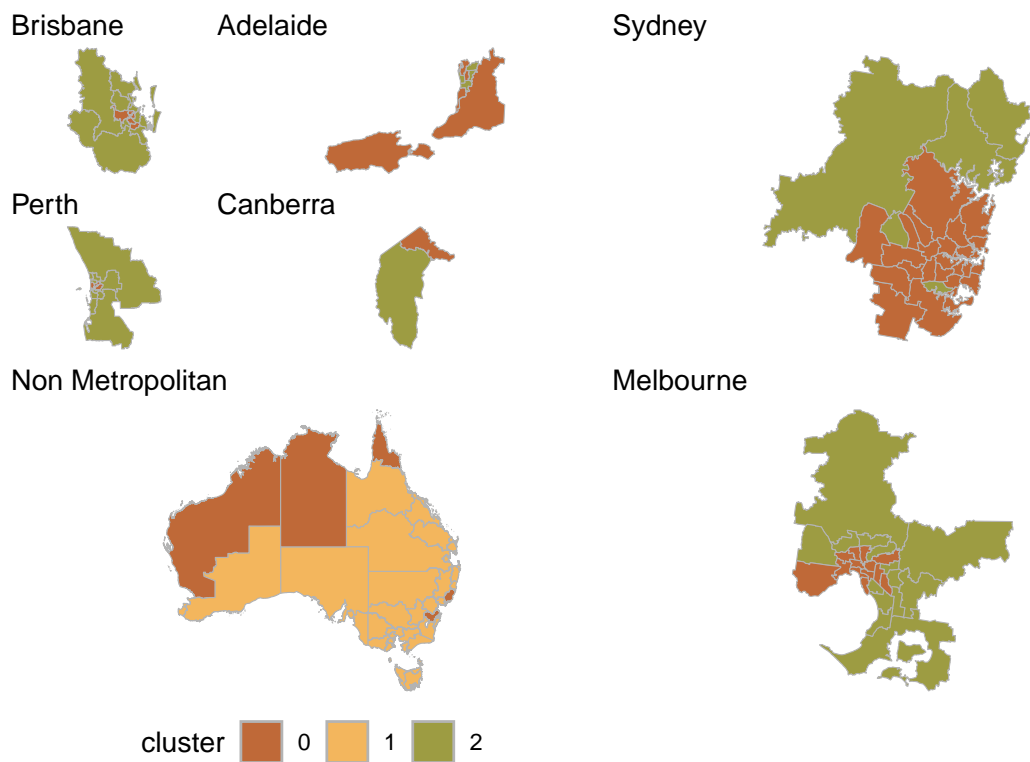 Brisbane
Adelaide
Sydney
Perth
Canberra
Non Metropolitan
Melbourne
cluster 0 1 2